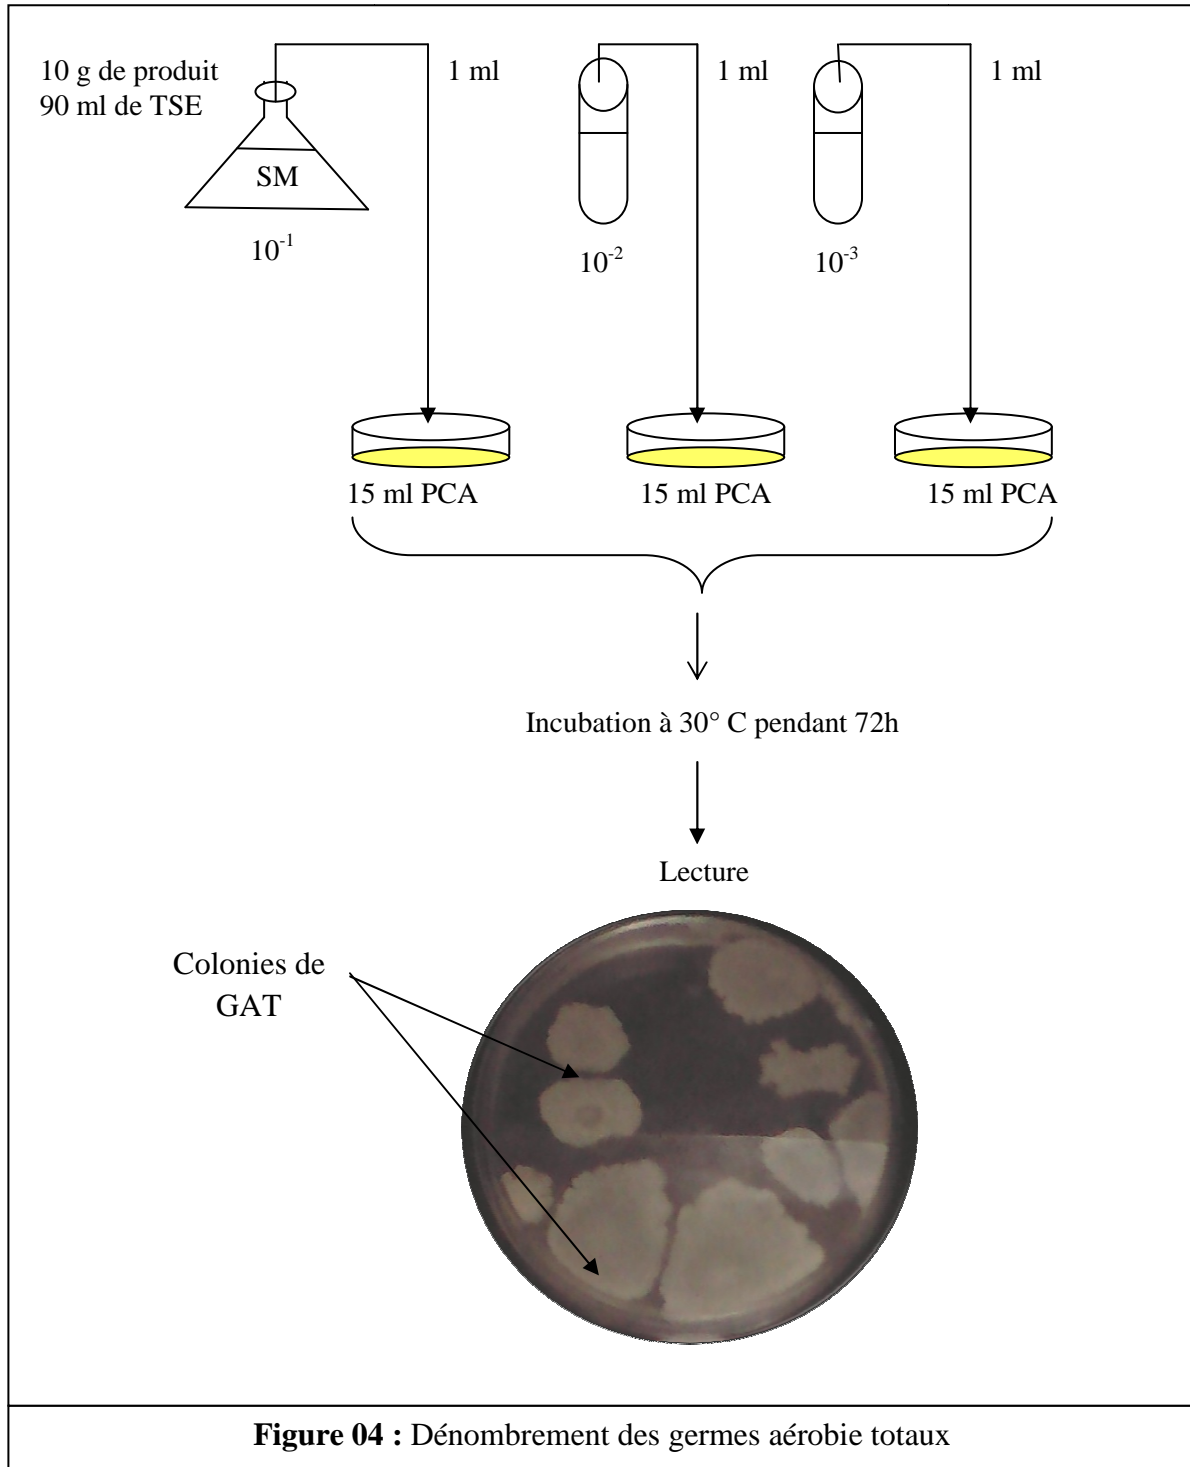 10 g de produit
90 ml de TSE
1 ml
1 ml
1 ml
SM
10⁻¹
10⁻²
10⁻³
15 ml PCA
15 ml PCA
15 ml PCA
Incubation à 30° C pendant 72h
Lecture
Colonies de
GAT
Figure 04 : Dénombrement des germes aérobie totaux